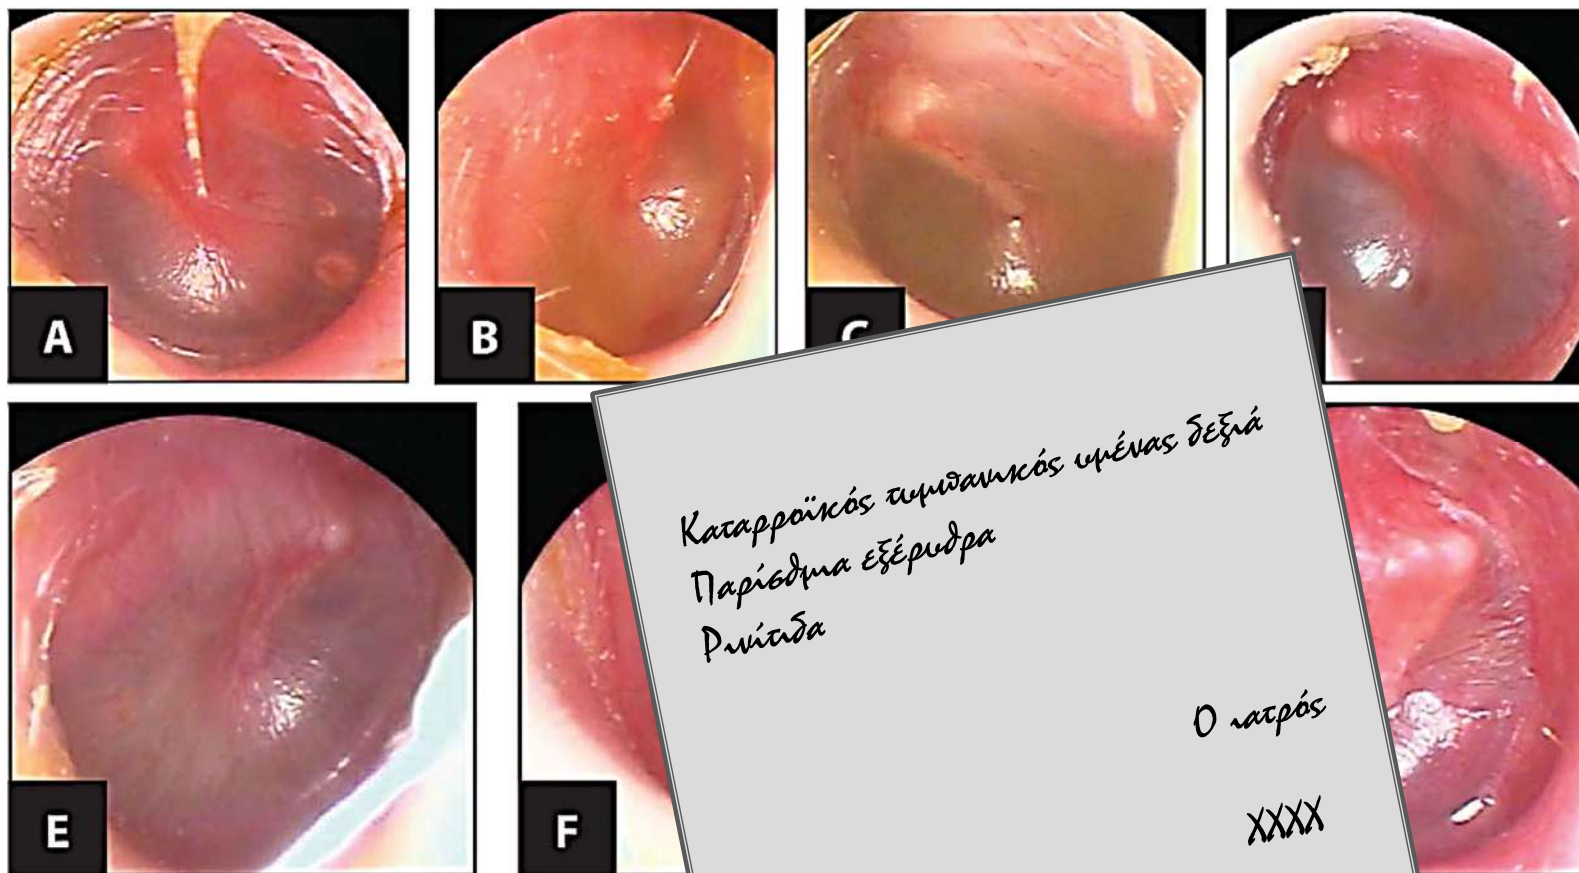 A
B
C
E
F
Καταρροϊκός τυμπανικός υμένας δεξιά
Παρίσθμια εξέρυθρα
Ρινίτιδα
Ο ιατρός
XXXX